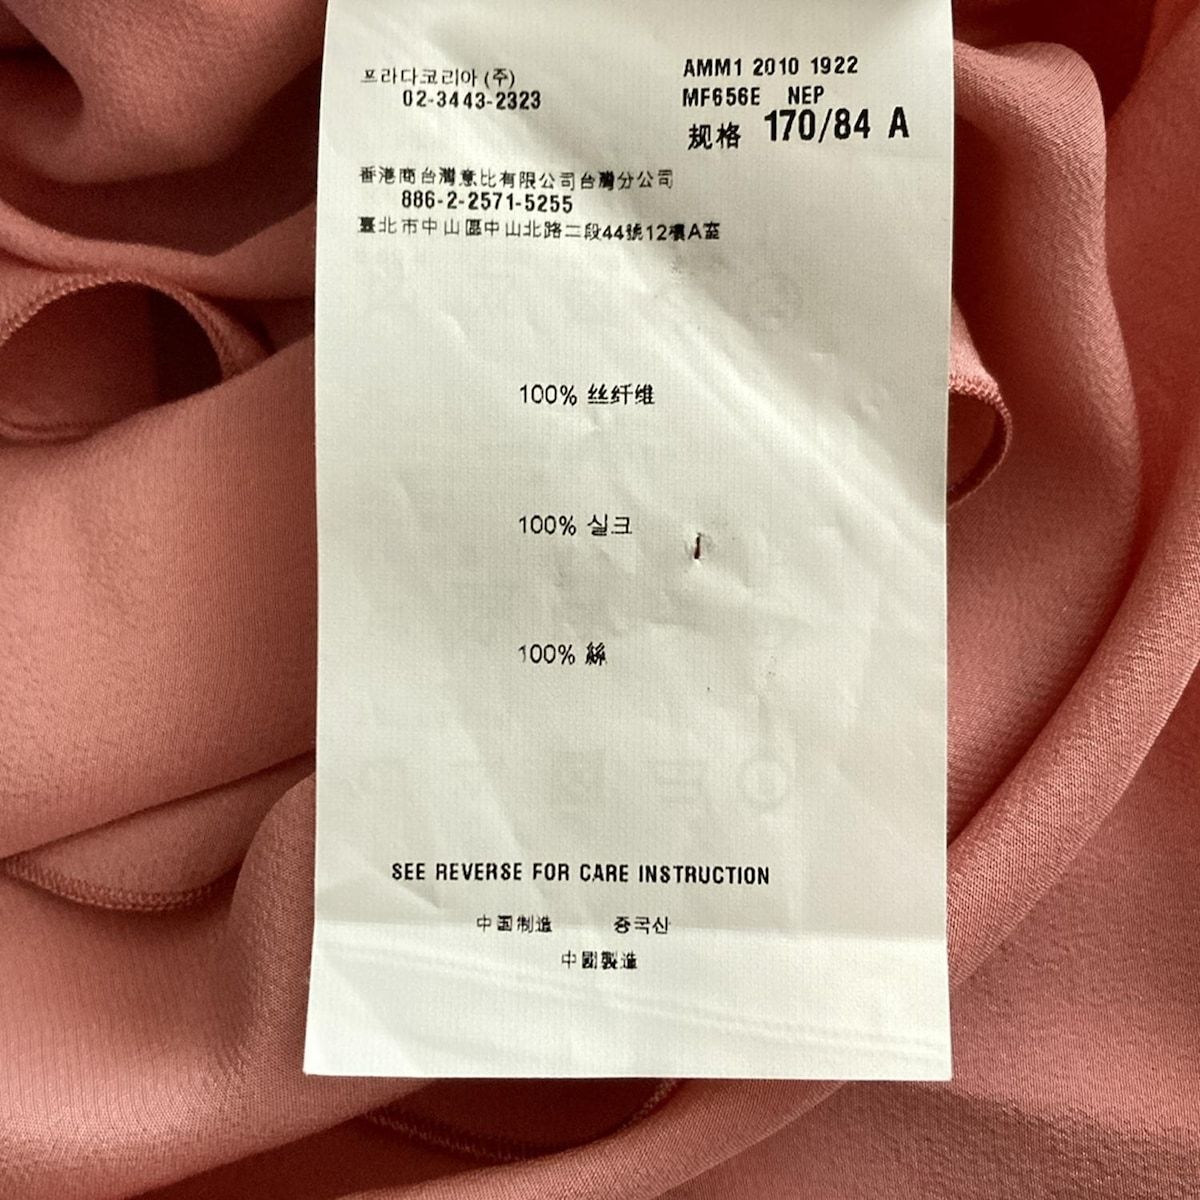 프라다코리아 (주)
02-3443-2323
AMM1 2010 1922
MF656E NEP
规格 170/84 A
香港商台灣意比有限公司台灣分公司
886-2-2571-5255
臺北市中山區中山北路二段44號12樓A室
100% 丝纤维
100% 실크
100% 絲
SEE REVERSE FOR CARE INSTRUCTION
中国制造 중국산
中國製造